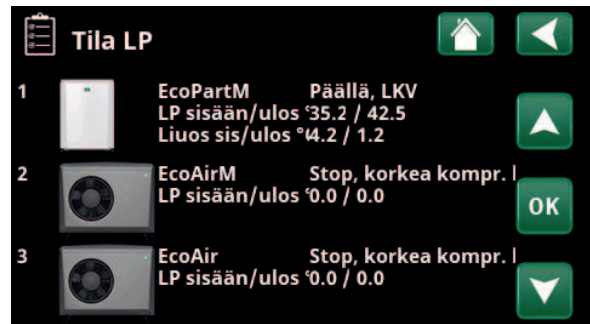 Tila LP
1 EcoPartM Päällä, LKV
LP sisään/ulos 35.2 / 42.5
Liuos sis/ulos °(4.2 / 1.2
2 EcoAirM Stop, korkea kompr. l
LP sisään/ulos 0.0 / 0.0
OK
3 EcoAir Stop, korkea kompr. l
LP sisään/ulos 0.0 / 0.0